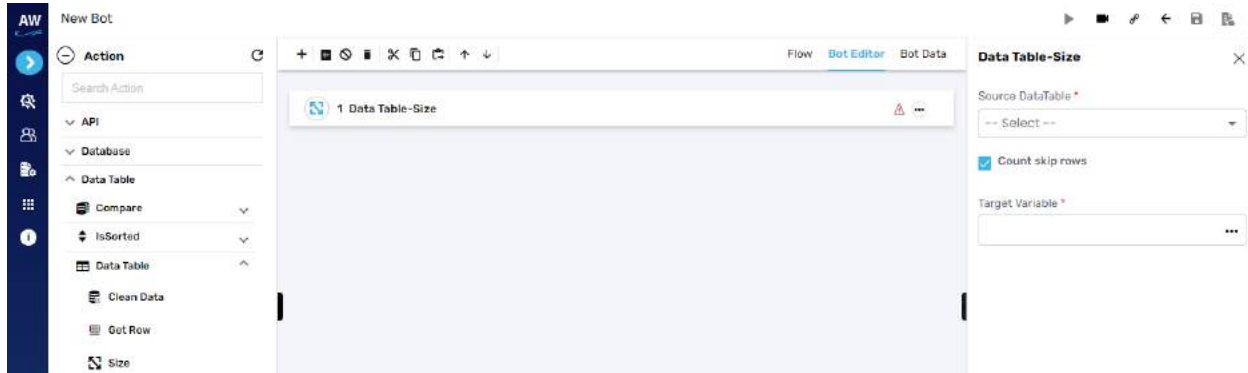 AW
New Bot
Action
Search Action
API
Database
Data Table
Compare
IsSorted
Data Table
Clean Data
Get Row
Size
Flow Bot Editor Bot Data
1 Data Table-Size
Data Table-Size
Source DataTable *
-- Select --
Count skip rows
Target Variable *